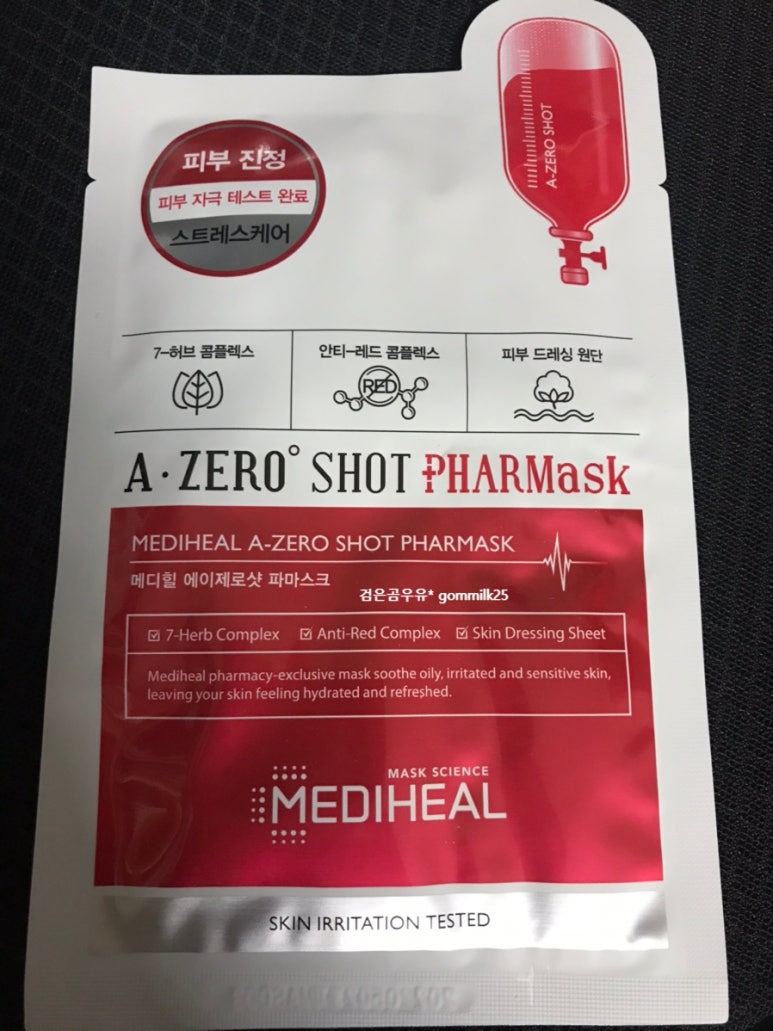 A-ZERO SHOT
피부 진정
피부 자극 테스트 완료
스트레스케어
7-허브 콤플렉스
안티-레드 콤플렉스
피부 드레싱 원단
RED
A·ZERO° SHOT PHARMask
MEDIHEAL A-ZERO SHOT PHARMASK
메디힐 에이제로샷 파마스크
검은곰우유* gommilk25
☑ 7-Herb Complex ☑ Anti-Red Complex ☑ Skin Dressing Sheet
Mediheal pharmacy-exclusive mask soothe oily, irritated and sensitive skin,
leaving your skin feeling hydrated and refreshed.
MASK SCIENCE
MEDIHEAL
SKIN IRRITATION TESTED